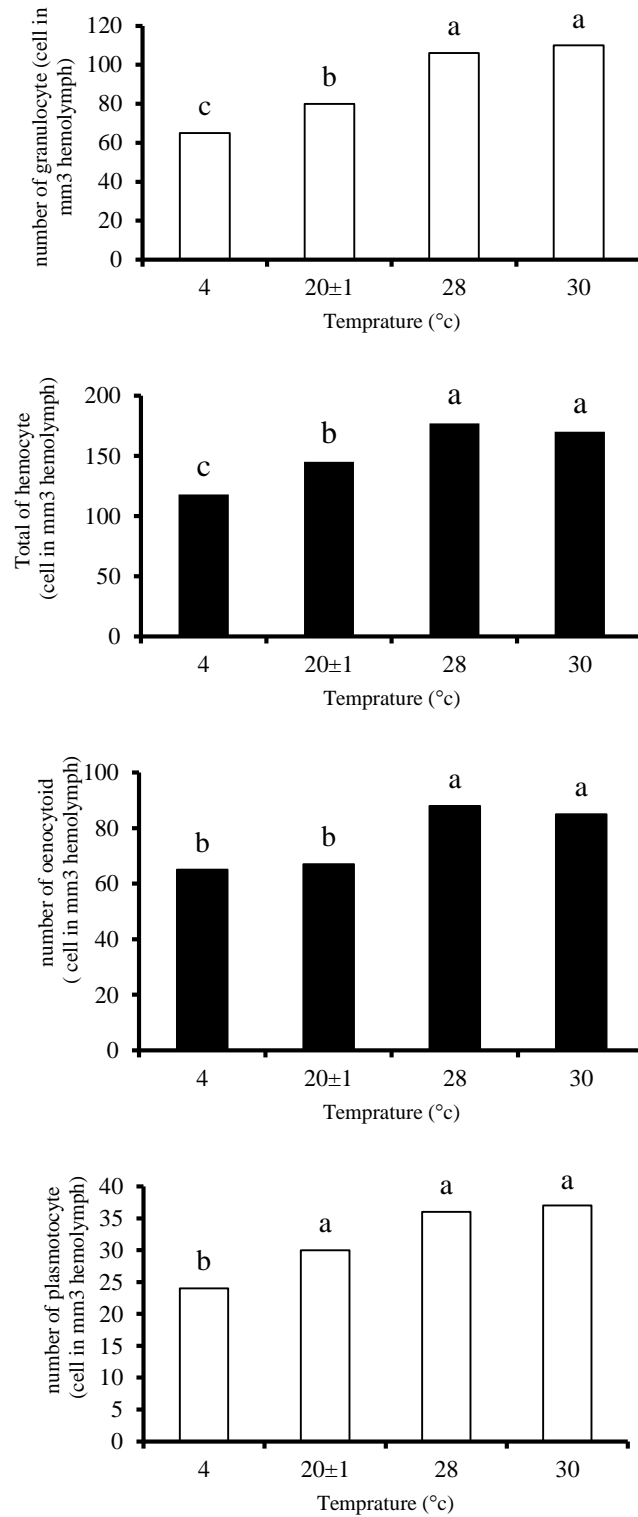 number of granulocyte (cell in
mm3 hemolymph)
120
100
80
60
40
20
0
c
b
a
a
4 20±1 28 30
Temprature (°c)
Total of hemocyte
(cell in mm3 hemolymph)
200
150
100
50
0
c
b
a
a
4 20±1 28 30
Temprature (°c)
number of oenocytoid
( cell in mm3 hemolymph)
100
80
60
40
20
0
b
b
a
a
4 20±1 28 30
Temprature (°c)
number of plasmotocyte
(cell in mm3 hemolymph)
40
35
30
25
20
15
10
5
0
b
a
a
a
4 20±1 28 30
Temprature (°c)